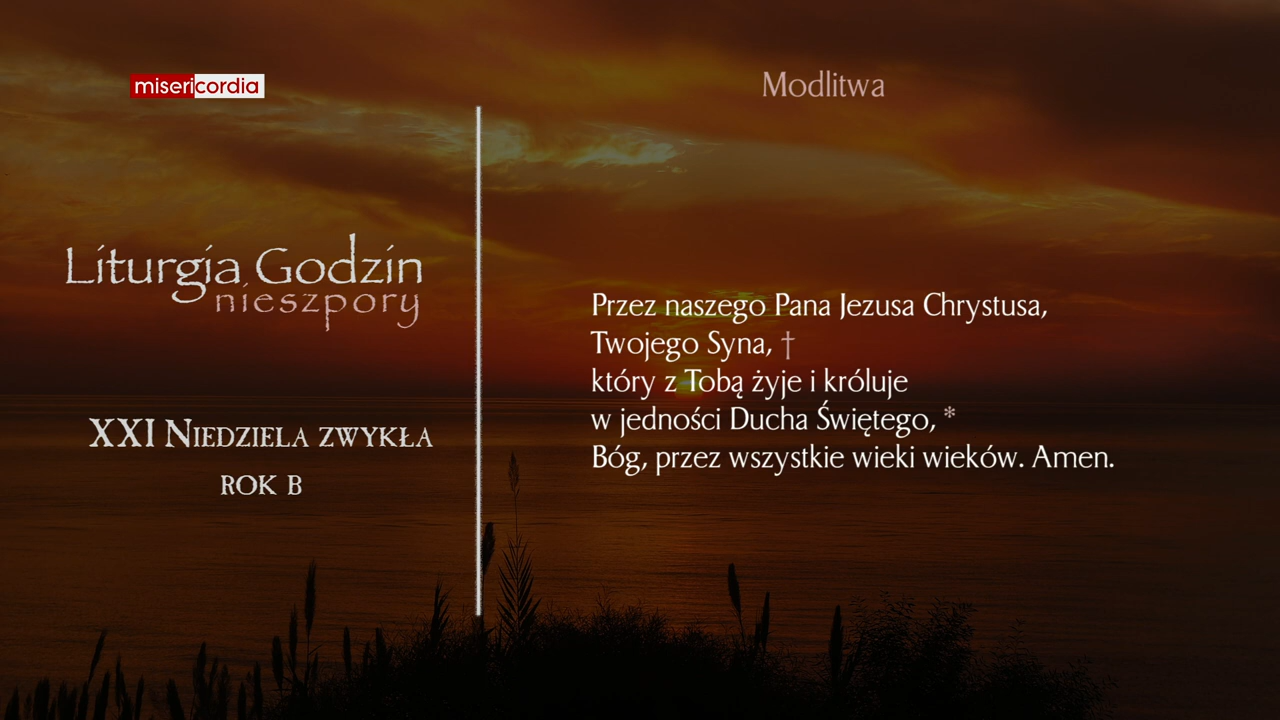 misericordia
Liturgia Godzin
nieszpory
XXI Niedziela zwykła
rok B
Modlitwa
Przez naszego Pana Jezusa Chrystusa,
Twojego Syna, †
który z Tobą żyje i króluje
w jedności Ducha Świętego, *
Bóg, przez wszystkie wieki wieków. Amen.